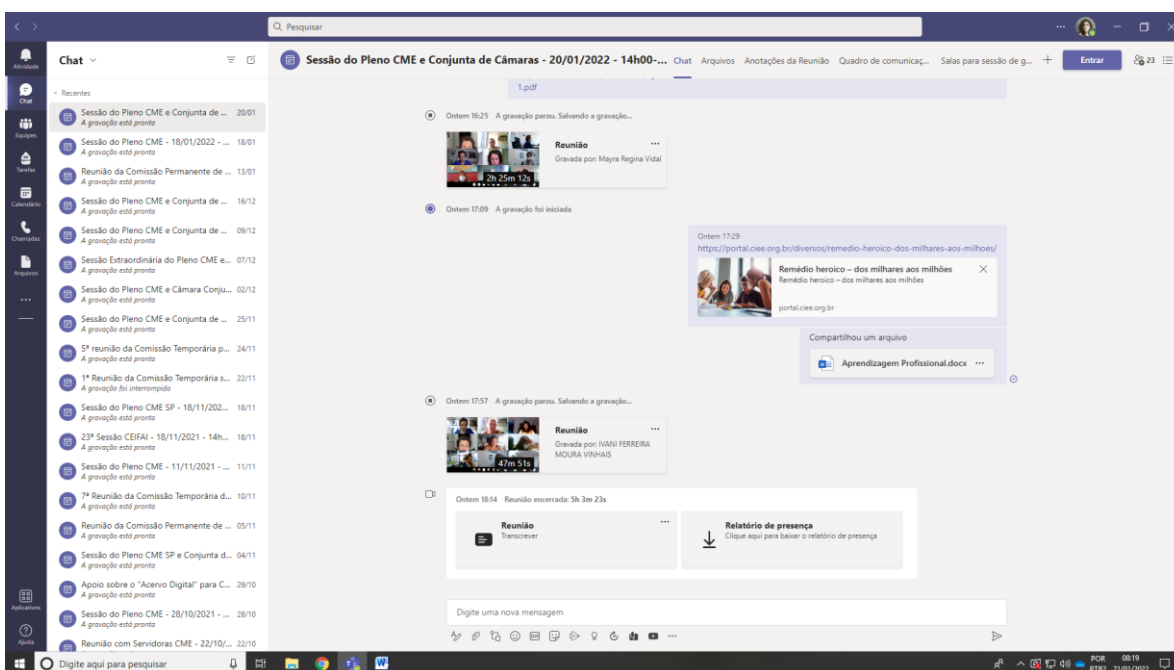 Pesquisar
Atividade
Chat
Equipes
Tarefas
Calendário
Chamadas
Arquivos
Aplicativos
Ajuda
Chat
Recentes
Sessão do Pleno CME e Conjunta de ... 20/01
A gravação está pronta
Sessão do Pleno CME - 18/01/2022 - ... 18/01
A gravação está pronta
Reunião da Comissão Permanente de ... 13/01
A gravação está pronta
Sessão do Pleno CME e Conjunta de ... 16/12
A gravação está pronta
Sessão do Pleno CME e Conjunta de ... 09/12
A gravação está pronta
Sessão Extraordinária do Pleno CME e... 07/12
A gravação está pronta
Sessão do Pleno CME e Câmara Conju... 02/12
A gravação está pronta
Sessão do Pleno CME e Conjunta de ... 25/11
A gravação está pronta
5ª reunião da Comissão Temporária p... 24/11
A gravação está pronta
1ª Reunião da Comissão Temporária s... 22/11
A gravação foi interrompida
Sessão do Pleno CME SP - 18/11/202... 18/11
A gravação está pronta
23ª Sessão CEIFAI - 18/11/2021 - 14h... 18/11
A gravação está pronta
Sessão do Pleno CME - 11/11/2021 - ... 11/11
A gravação está pronta
7ª Reunião da Comissão Temporária d... 10/11
A gravação está pronta
Reunião da Comissão Permanente de ... 05/11
A gravação está pronta
Sessão do Pleno CME SP e Conjunta d... 04/11
A gravação está pronta
Apoio sobre o "Acervo Digital" para C... 29/10
A gravação está pronta
Sessão do Pleno CME - 28/10/2021 - ... 28/10
A gravação está pronta
Reunião com Servidoras CME - 22/10/... 22/10
Sessão do Pleno CME e Conjunta de Câmaras - 20/01/2022 - 14h00-... Chat Arquivos Anotações da Reunião Quadro de comunicaç... Salas para sessão de g... Entrar 23
1.pdf
Ontem 16:25 A gravação parou. Salvando a gravação...
Reunião
Gravada por: Mayra Regina Vidal
2h 25m 12s
Ontem 17:09 A gravação foi iniciada
Ontem 17:29
https://portal.ciee.org.br/diversos/remedio-heroico-dos-milhares-aos-milhoes/
Remédio heroico – dos milhares aos milhões
Remédio heroico – dos milhares aos milhões
portal.ciee.org.br
Compartilhou um arquivo
Aprendizagem Profissional.docx
Ontem 17:57 A gravação parou. Salvando a gravação...
Reunião
Gravada por: IVANI FERREIRA
MOURA VINHAIS
47m 51s
Ontem 18:14 Reunião encerrada: 5h 3m 23s
Reunião
Transcrever
Relatório de presença
Clique aqui para baixar o relatório de presença
Digite uma nova mensagem
GIF
Digite aqui para pesquisar
POR 08:19
PTB2 21/01/2022